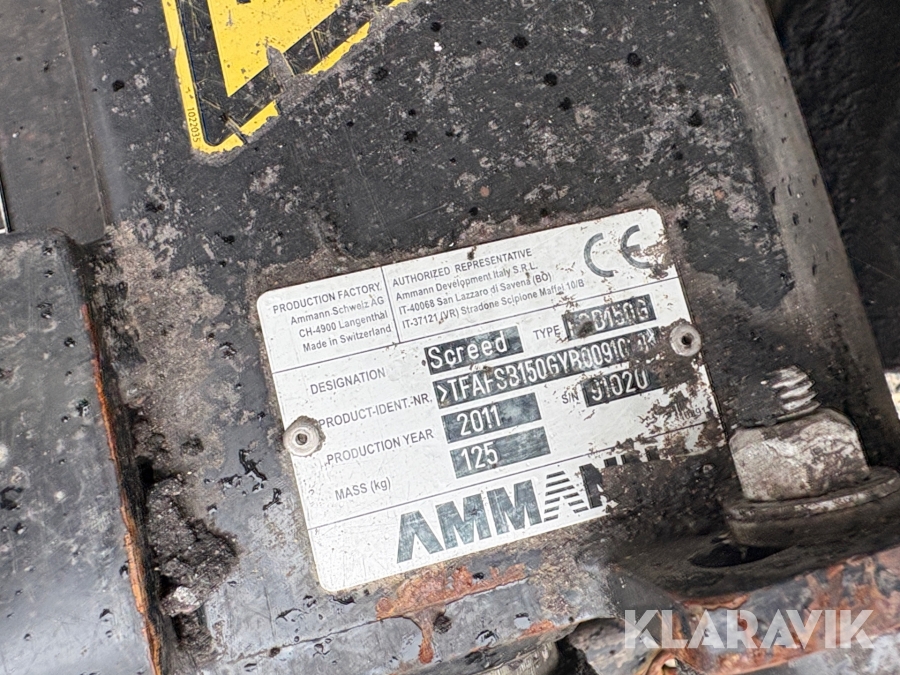 1022035
PRODUCTION FACTORY.
Ammann Schweiz AG
CH-4900 Langenthal
Made in Switzerland
AUTHORIZED REPRESENTATIVE
Ammann Development Italy S.R.L.
IT-40068 San Lazzaro di Savena (BO)
IT-37121 (VR) Stradone Scipione Maffei 10/B
CE
DESIGNATION Screed TYPE
PRODUCT-IDENT.-NR.
PRODUCTION YEAR 2011 S/N 91020
MASS (kg) 125
AMMANN
KLARAVIK